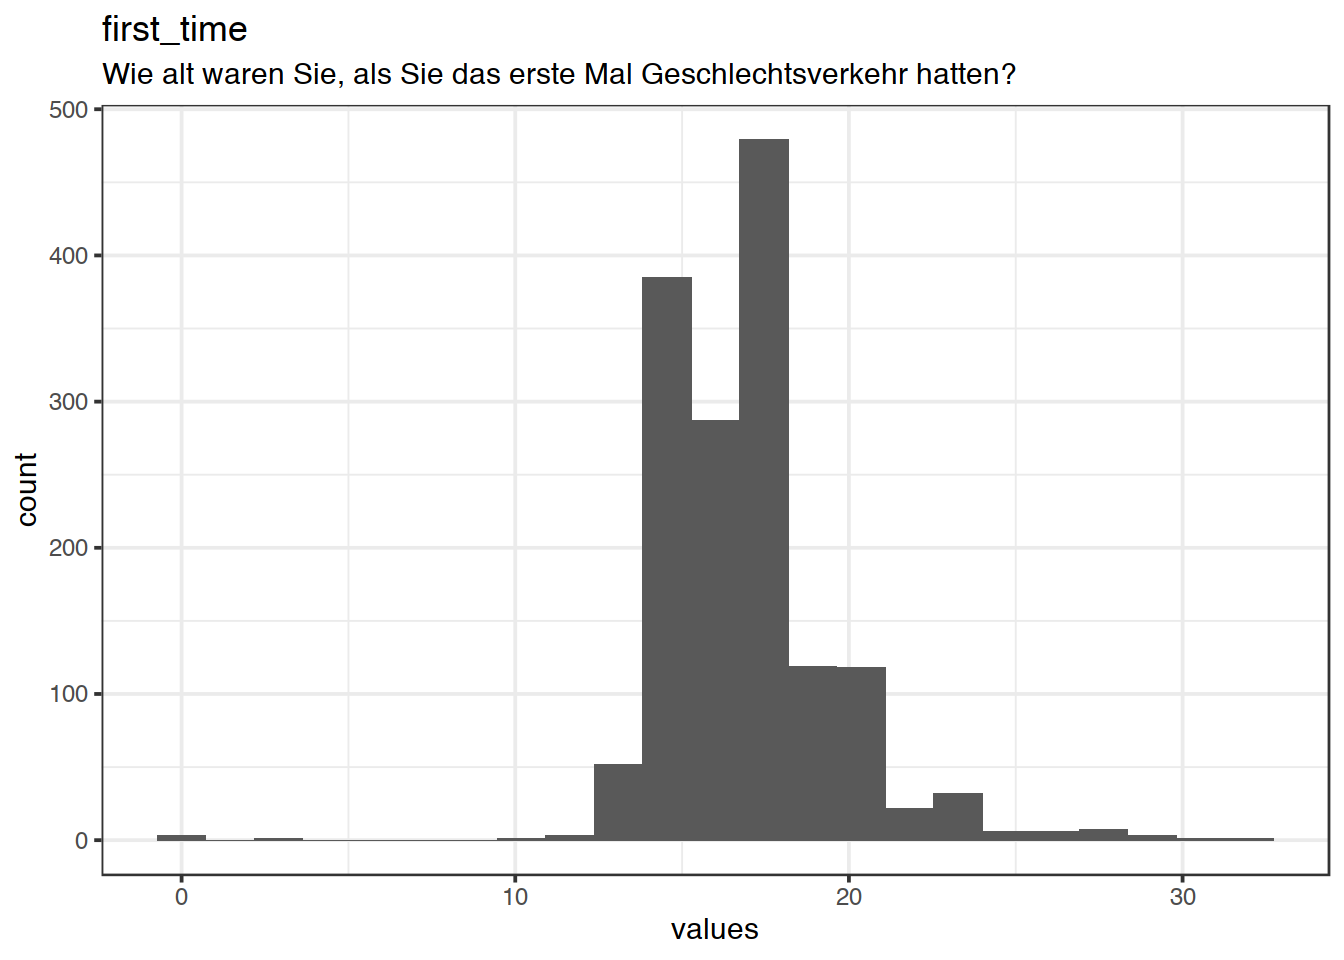 first_time
Wie alt waren Sie, als Sie das erste Mal Geschlechtsverkehr hatten?
500
400
300
200
100
0
count
0 10 20 30
values